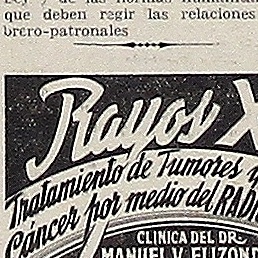 que deben regir las relaciones
brero-patronales
Rayos X
Tratamiento de Tumores y
Cáncer por medio del RADI
CLINICA DEL DR.
MANUEL V. ELIZOND